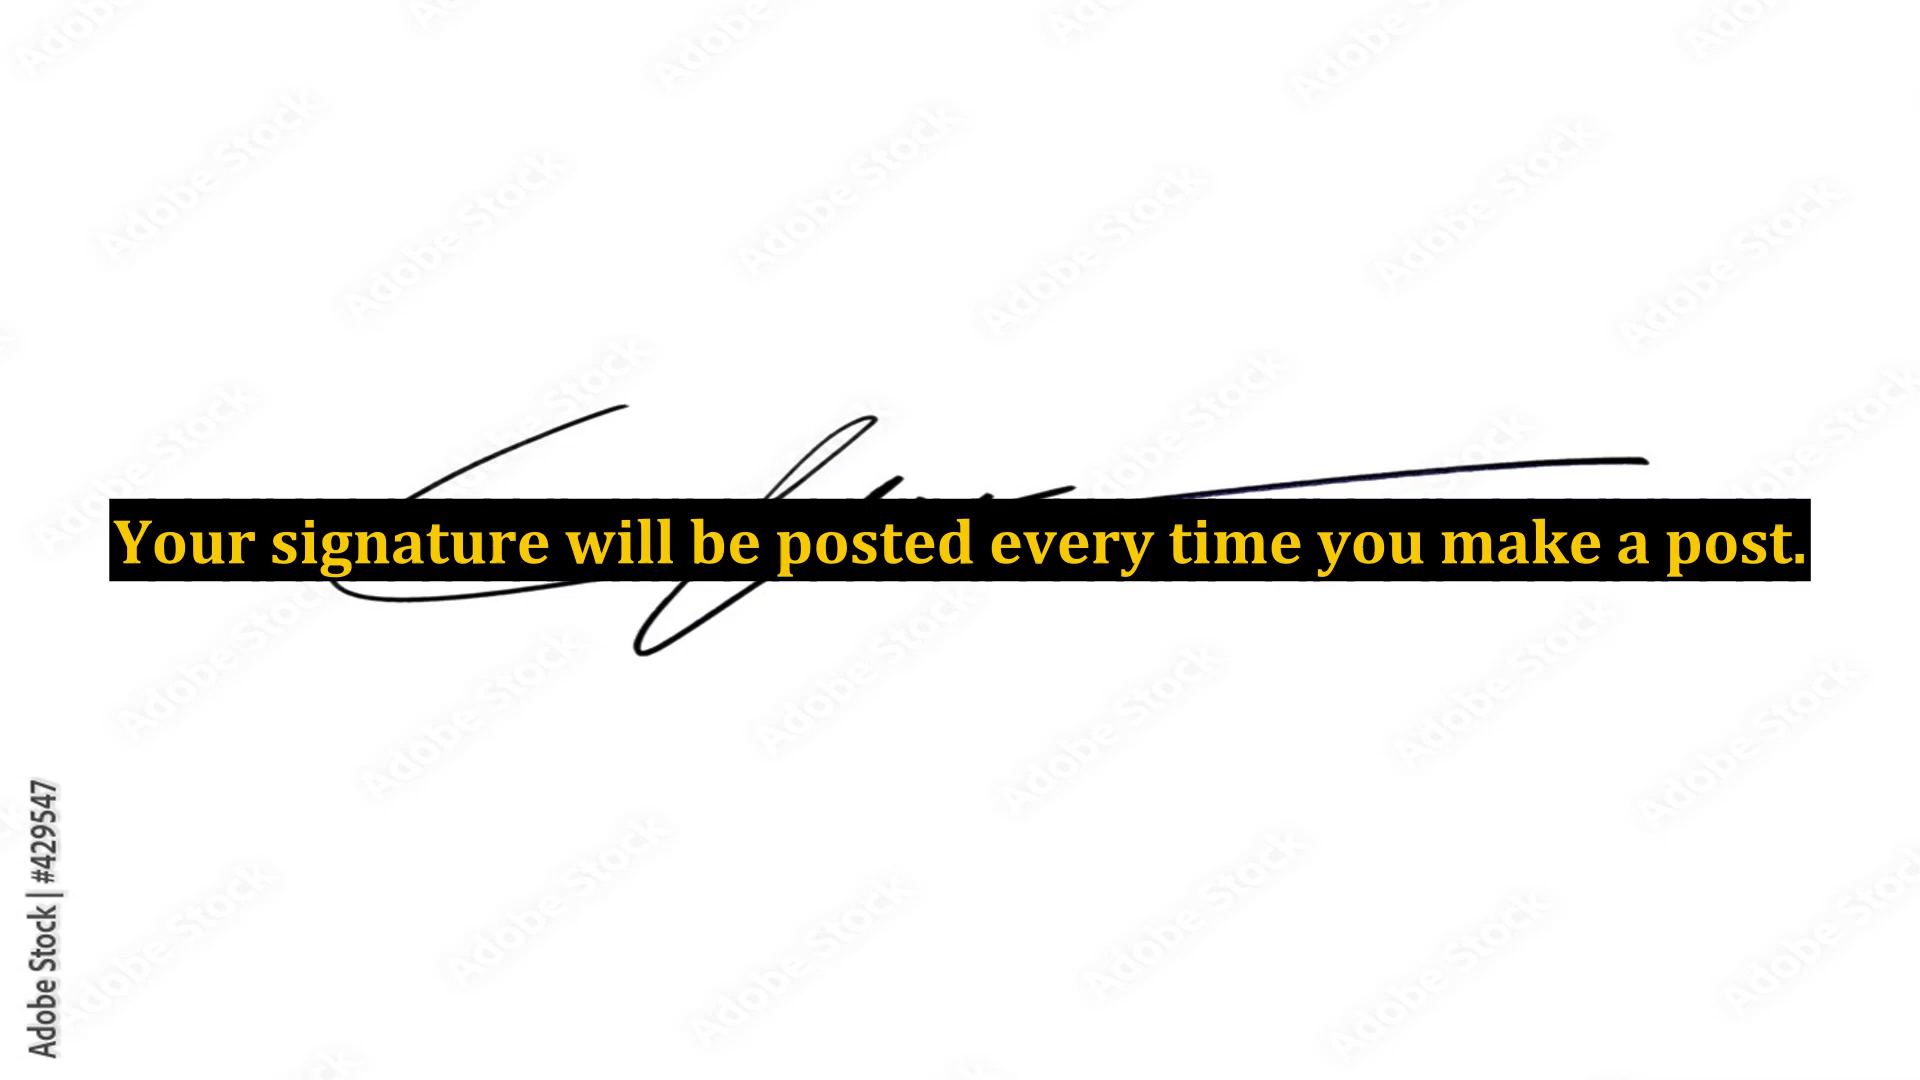 Your signature will be posted every time you make a post.
Adobe Stock | #429547